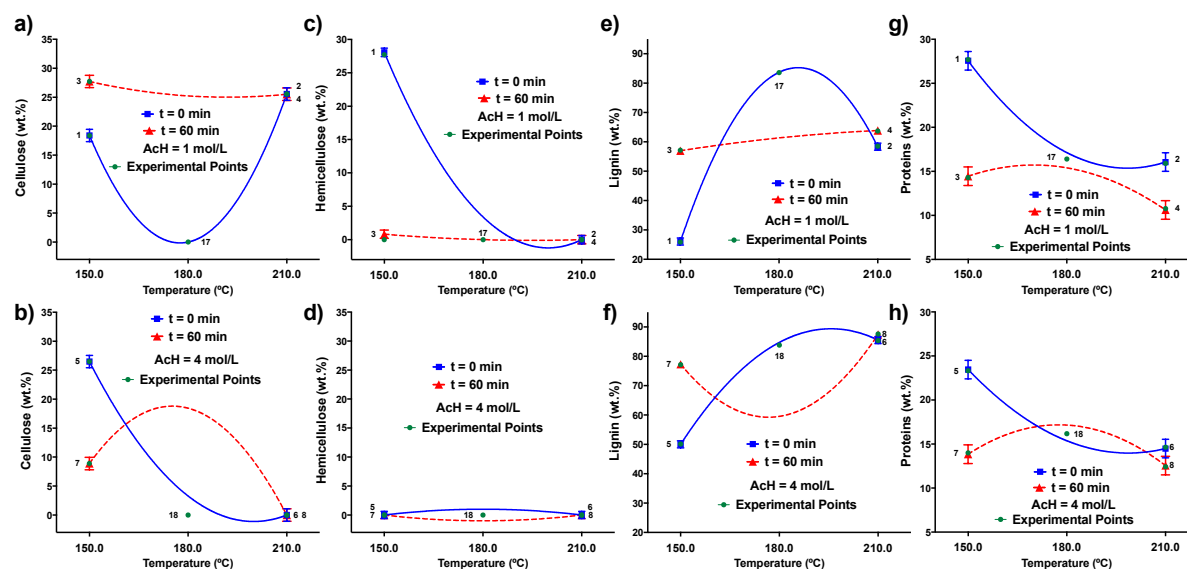 a)
35
30
25
20
15
10
5
0
Cellulose (wt.%)
3
1
2
4
17
t = 0 min
t = 60 min
AcH = 1 mol/L
Experimental Points
150.0 180.0 210.0
Temperature (ºC)
c)
30
25
20
15
10
5
0
Hemicellulose (wt.%)
1
3
17
2
4
t = 0 min
t = 60 min
AcH = 1 mol/L
Experimental Points
150.0 180.0 210.0
Temperature (ºC)
e)
90
80
70
60
50
40
30
20
Lignin (wt.%)
17
3
4
2
1
t = 0 min
t = 60 min
AcH = 1 mol/L
Experimental Points
150.0 180.0 210.0
Temperature (ºC)
g)
30
25
20
15
10
5
Proteins (wt.%)
1
17
2
3
4
t = 0 min
t = 60 min
AcH = 1 mol/L
Experimental Points
150.0 180.0 210.0
Temperature (ºC)
b)
35
30
25
20
15
10
5
0
Cellulose (wt.%)
t = 0 min
t = 60 min
AcH = 4 mol/L
Experimental Points
5
7
18
6 8
150.0 180.0 210.0
Temperature (ºC)
d)
35
30
25
20
15
10
5
0
Hemicellulose (wt.%)
t = 0 min
t = 60 min
AcH = 4 mol/L
Experimental Points
5
7
18
6
8
150.0 180.0 210.0
Temperature (ºC)
f)
90
80
70
60
50
40
30
20
Lignin (wt.%)
18
8
6
7
5
t = 0 min
t = 60 min
AcH = 4 mol/L
Experimental Points
150.0 180.0 210.0
Temperature (ºC)
h)
30
25
20
15
10
5
Proteins (wt.%)
5
18
6
7
8
t = 0 min
t = 60 min
AcH = 4 mol/L
Experimental Points
150.0 180.0 210.0
Temperature (ºC)